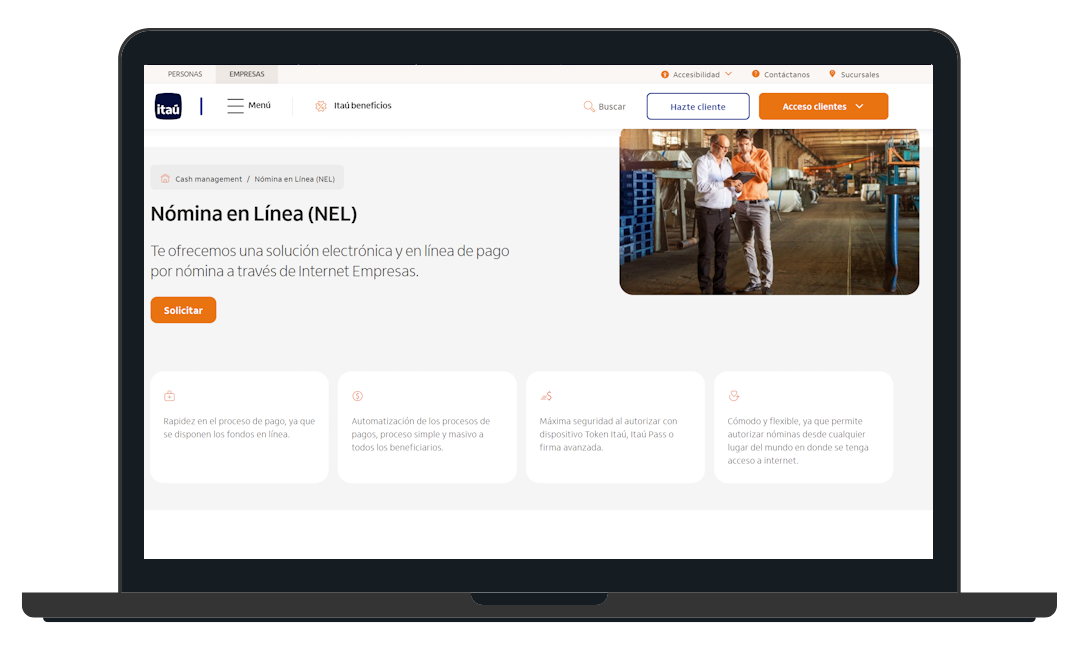 PERSONAS EMPRESAS
Accesibilidad Contáctanos Sucursales
itaú Menú Itaú beneficios Buscar Hazte cliente Acceso clientes
Cash management / Nómina en Línea (NEL)
Nómina en Línea (NEL)
Te ofrecemos una solución electrónica y en línea de pago
por nómina a través de Internet Empresas.
Solicitar
Rapidez en el proceso de pago, ya que
se disponen los fondos en línea.
Automatización de los procesos de
pagos, proceso simple y masivo a
todos los beneficiarios.
Máxima seguridad al autorizar con
dispositivo Token Itaú, Itaú Pass o
firma avanzada.
Cómodo y flexible, ya que permite
autorizar nóminas desde cualquier
lugar del mundo en donde se tenga
acceso a internet.